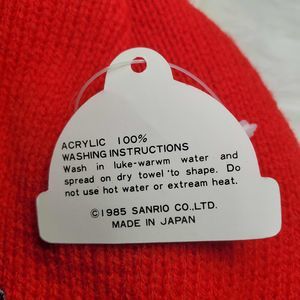 ACRYLIC 100%
WASHING INSTRUCTIONS
Wash in luke-warwm water and
spread on dry towel to shape. Do
not use hot water or extream heat.
©1985 SANRIO CO.,LTD.
MADE IN JAPAN